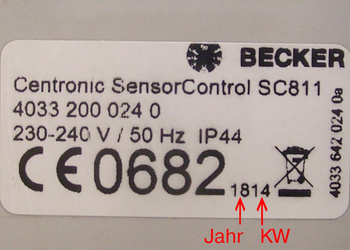 BECKER
Centronic SensorControl SC811
4033 200 024 0
230-240 V / 50 Hz IP44
CE 0682 1814
4033 642 024 0a
Jahr KW